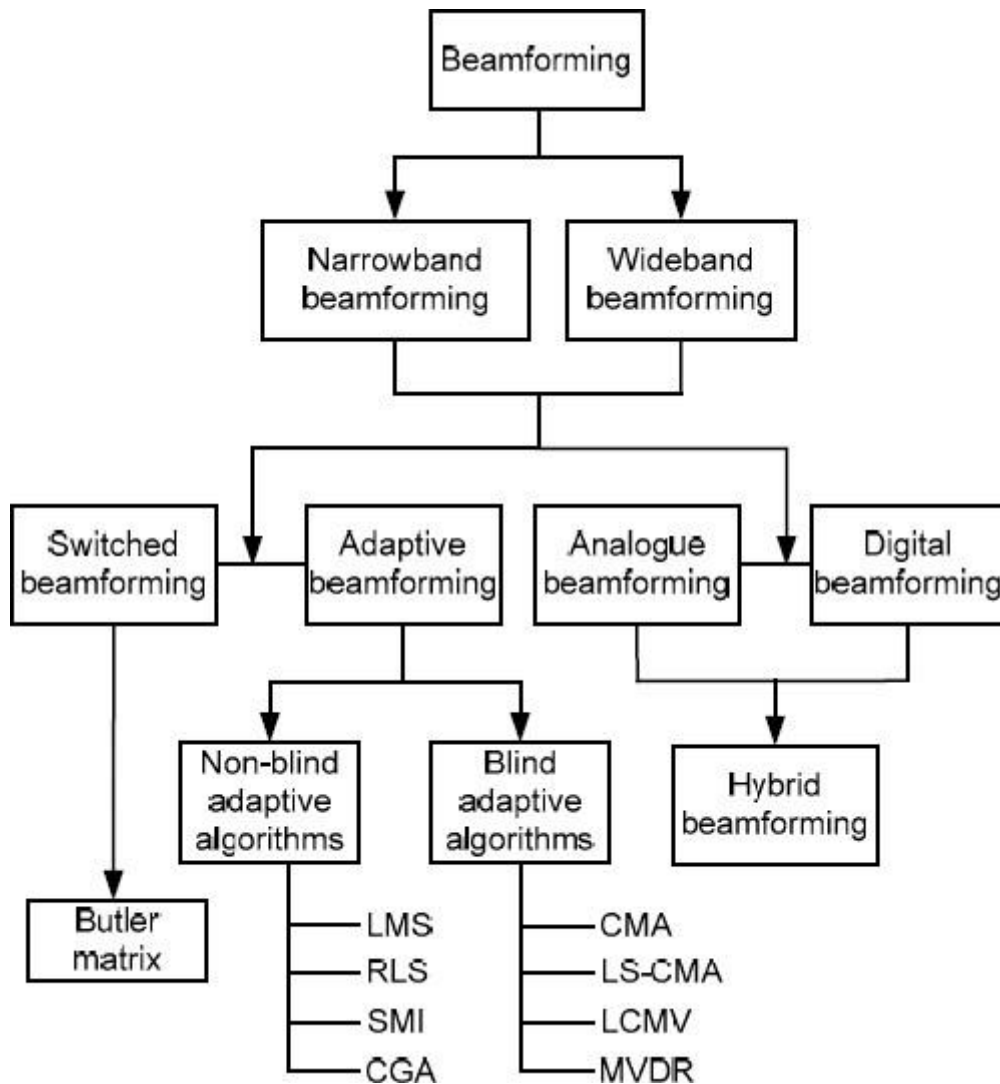 Beamforming
Narrowband
beamforming
Wideband
beamforming
Switched
beamforming
Adaptive
beamforming
Analogue
beamforming
Digital
beamforming
Non-blind
adaptive
algorithms
Blind
adaptive
algorithms
Hybrid
beamforming
Butler
matrix
LMS
RLS
SMI
CGA
CMA
LS-CMA
LCMV
MVDR